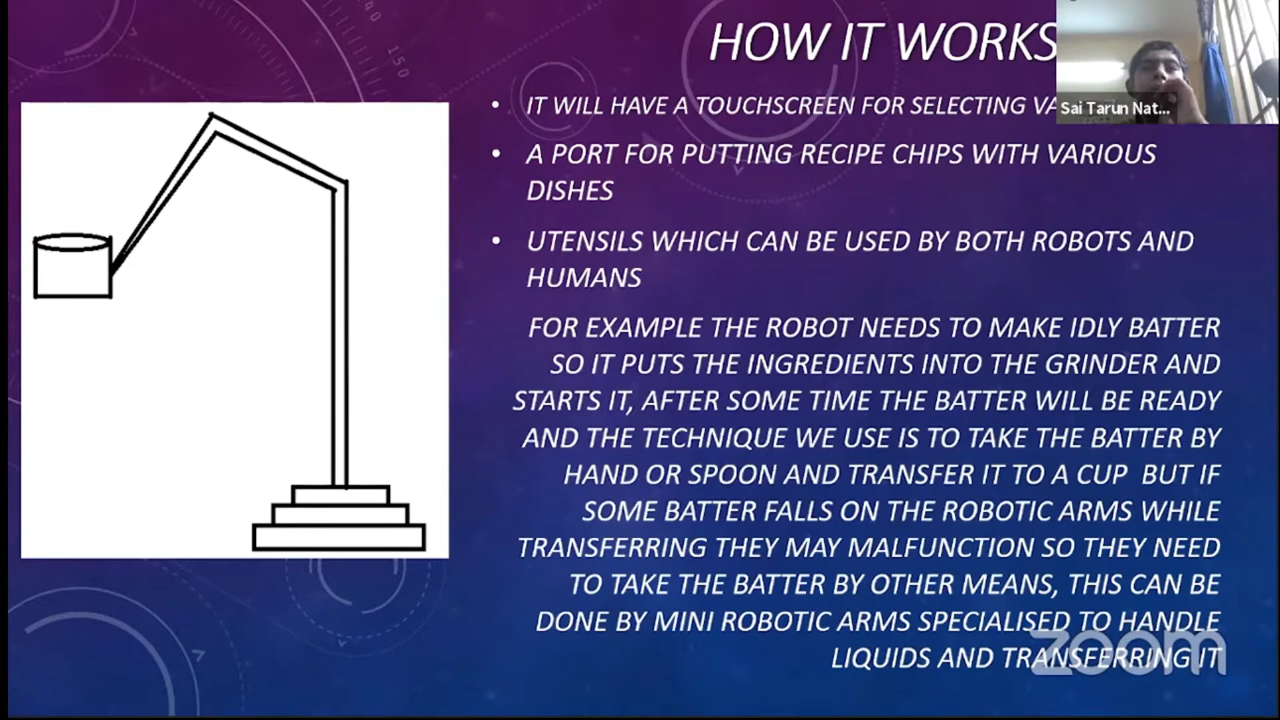 HOW IT WORKS
Sai Tarun Nat...
• IT WILL HAVE A TOUCHSCREEN FOR SELECTING
• A PORT FOR PUTTING RECIPE CHIPS WITH VARIOUS
DISHES
• UTENSILS WHICH CAN BE USED BY BOTH ROBOTS AND
HUMANS
FOR EXAMPLE THE ROBOT NEEDS TO MAKE IDLY BATTER
SO IT PUTS THE INGREDIENTS INTO THE GRINDER AND
STARTS IT, AFTER SOME TIME THE BATTER WILL BE READY
AND THE TECHNIQUE WE USE IS TO TAKE THE BATTER BY
HAND OR SPOON AND TRANSFER IT TO A CUP BUT IF
SOME BATTER FALLS ON THE ROBOTIC ARMS WHILE
TRANSFERRING THEY MAY MALFUNCTION SO THEY NEED
TO TAKE THE BATTER BY OTHER MEANS, THIS CAN BE
DONE BY MINI ROBOTIC ARMS SPECIALISED TO HANDLE
LIQUIDS AND TRANSFERRING IT
zoom
140
150